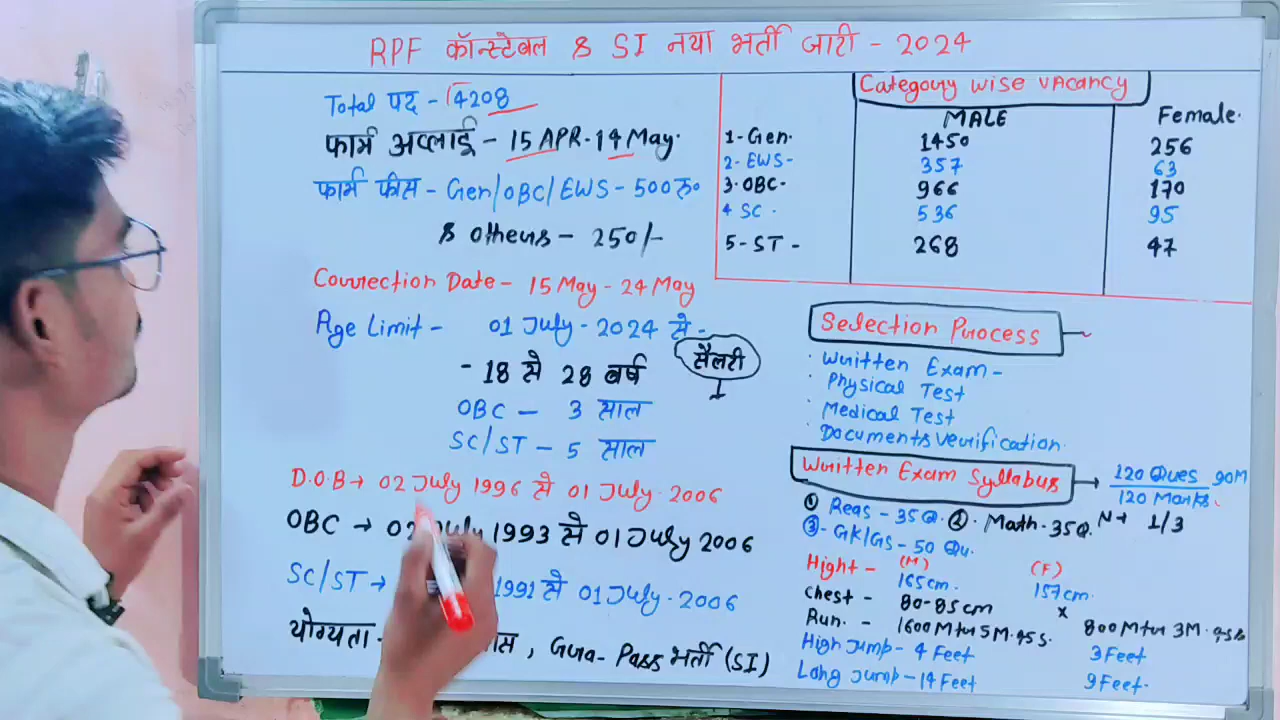 RPF कॉन्स्टेबल & SI नया भर्ती जारी - 2024
Total पद - 4208
फार्म अप्लाई - 15 APR - 14 May.
फार्म फीस - Gen/OBC/EWS - 500 रु०
& Others - 250/-
Correction Date - 15 May - 24 May
Age Limit - 01 July - 2024 से -
- 18 से 28 वर्ष
OBC - 3 साल
SC/ST - 5 साल
सैलरी
D.O.B → 02 July 1996 से 01 July - 2006
OBC → 02 July 1993 से 01 July 2006
SC/ST → 1991 से 01 July - 2006
योग्यता - , Gra - Pass भर्ती (SI)
Category wise vacancy
MALE Female.
1 - Gen. 1450 256
2 - EWS - 357 63
3. OBC - 966 170
4 SC . 536 95
5 - ST - 268 47
Selection Process
. Written Exam -
. Physical Test
. Medical Test
. Documents Verification
Written Exam Syllabus → 120 Ques 90M
120 Marks
① Reas - 35Q. ②. Math - 35Q. N → 1/3
③ - GK/GS - 50 Qu.
(M) (F)
Hight - 165cm. 157cm.
Chest - 80-85cm ×
Run. - 1600 Mtr 5M. 45s. 800 Mtr 3M. 45s
High Jump - 4 Feet 3 Feet
Long Jump - 14 Feet 9 Feet.